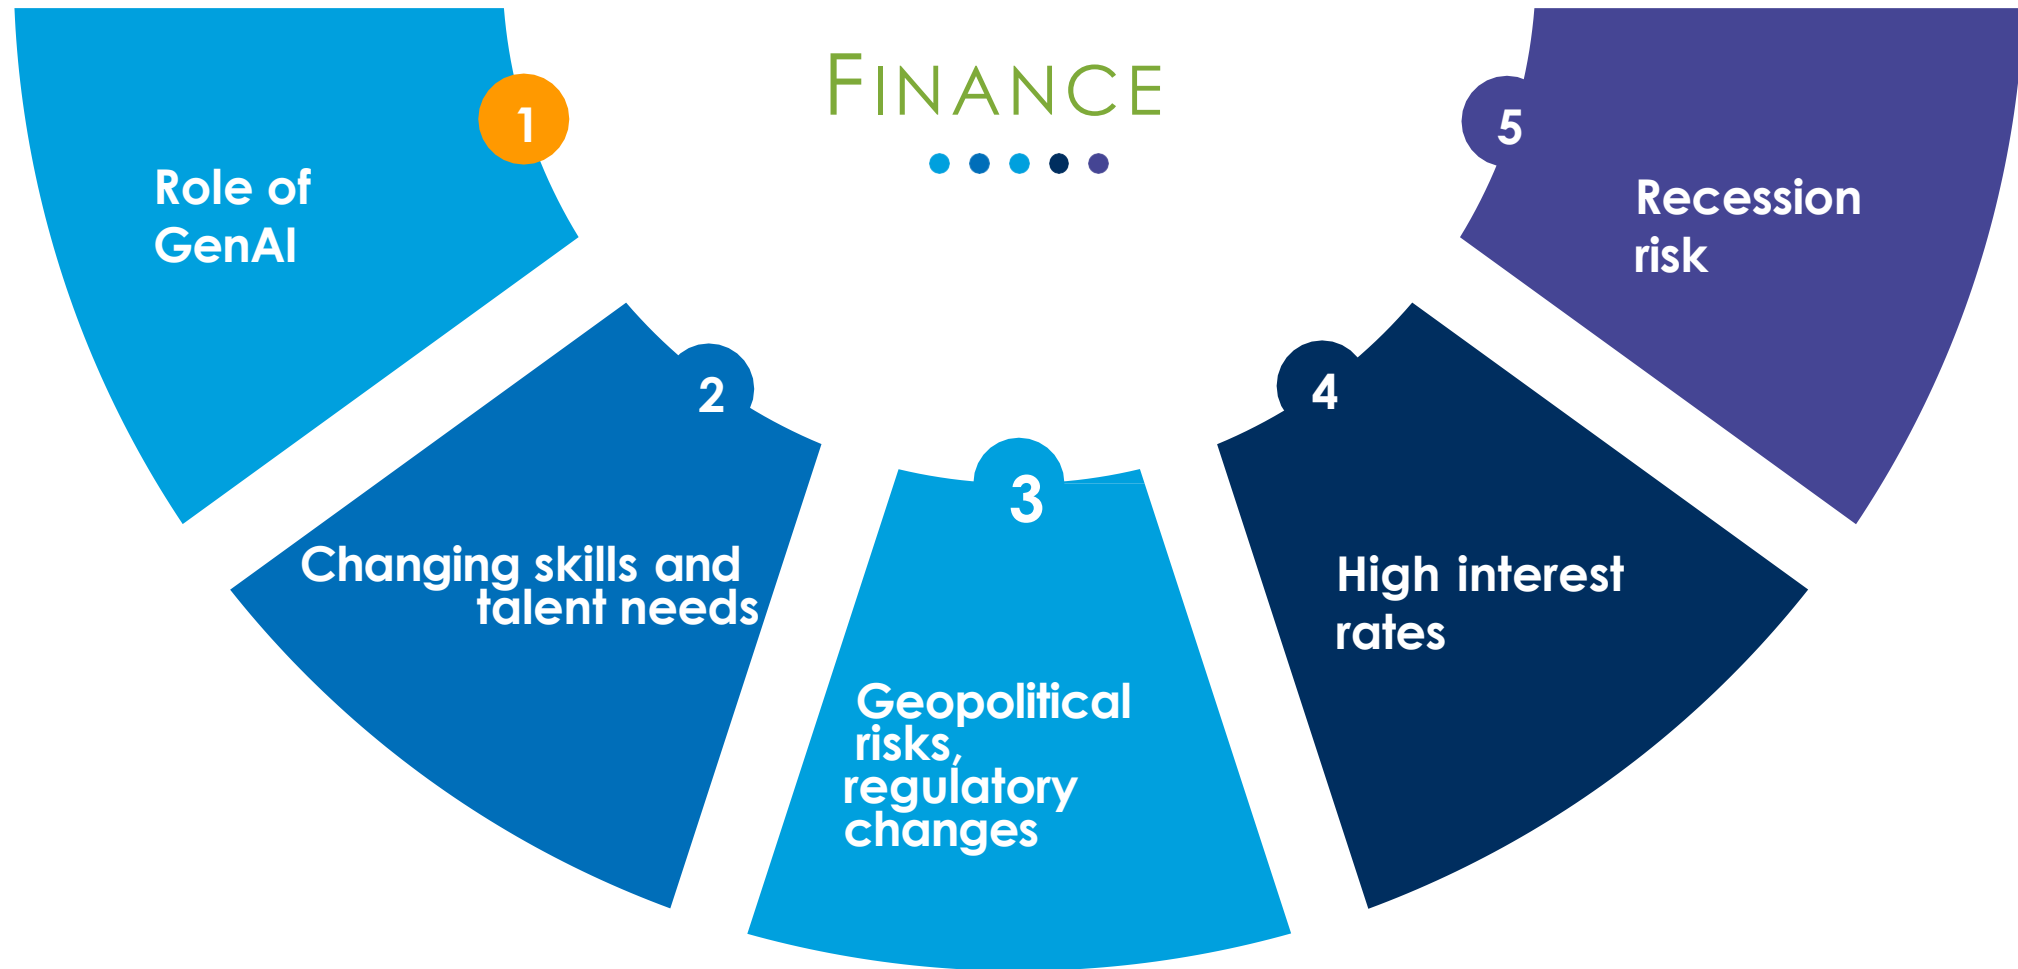 FINANCE
1
Role of
GenAI
2
Changing skills and
talent needs
3
Geopolitical
risks,
regulatory
changes
4
High interest
rates
5
Recession
risk